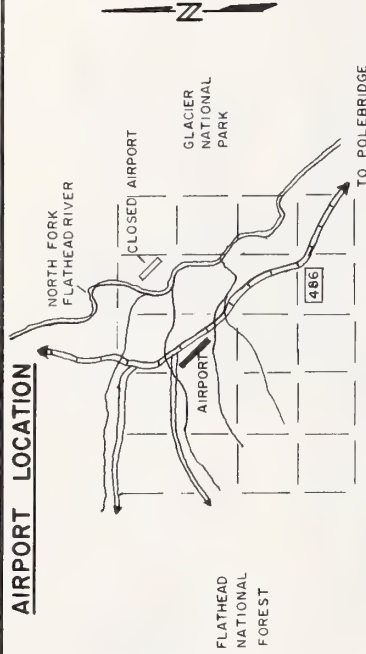 AIRPORT LOCATION
N
NORTH FORK
FLATHEAD RIVER
CLOSED AIRPORT
GLACIER
NATIONAL
PARK
AIRPORT
486
FLATHEAD
NATIONAL
FOREST
TO POLEBRIDGE